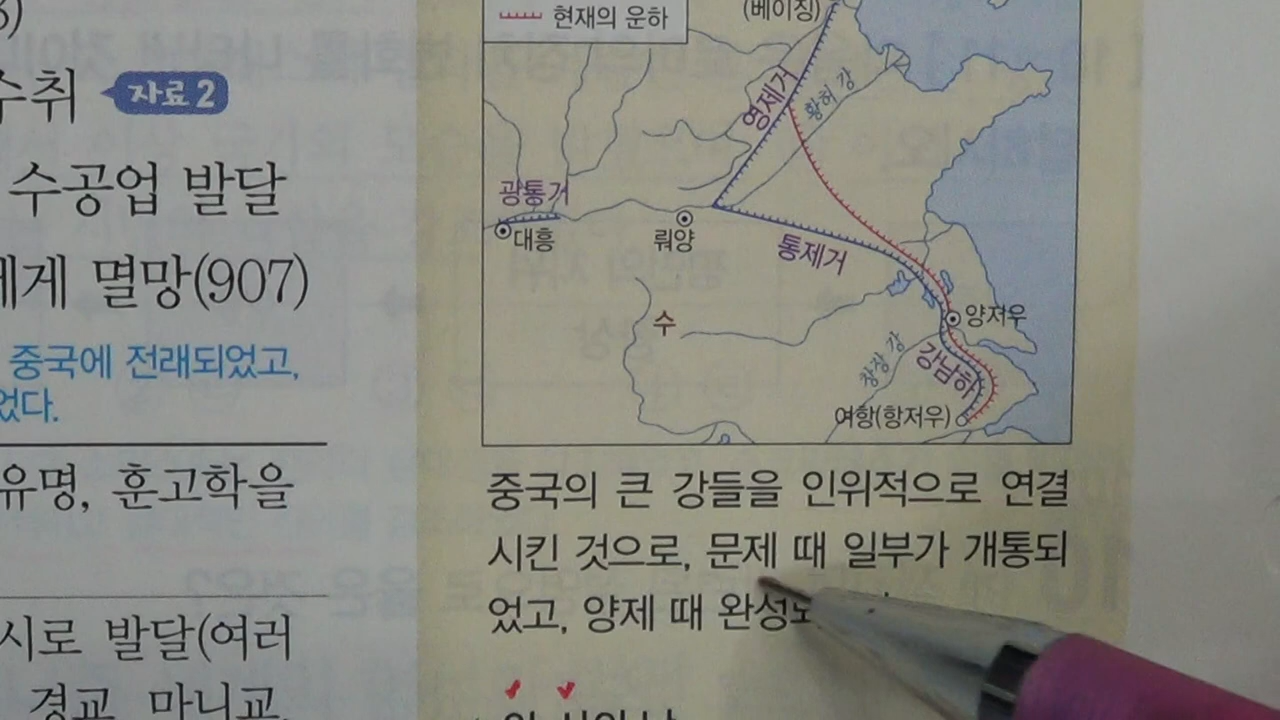 수취 자료 2
수공업 발달
에게 멸망(907)
중국에 전래되었고,
었다.
유명, 훈고학을
시로 발달(여러
경교, 마니교,
현재의 운하
(베이징)
영제거
황허 강
광통거
대흥
뤄양
통제거
수
양저우
창장 강
강남하
여항(항저우)
중국의 큰 강들을 인위적으로 연결
시킨 것으로, 문제 때 일부가 개통되
었고, 양제 때 완성되